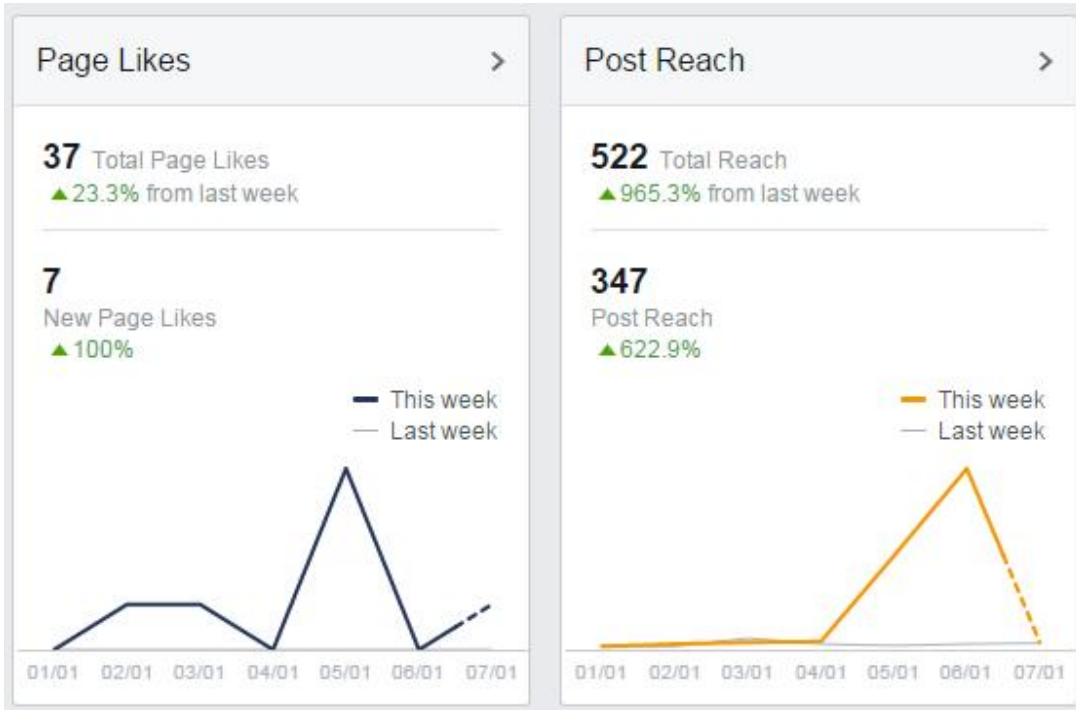 Page Likes
37 Total Page Likes
23.3% from last week
7
New Page Likes
100%
This week
Last week
01/01 02/01 03/01 04/01 05/01 06/01 07/01
Post Reach
522 Total Reach
965.3% from last week
347
Post Reach
622.9%
This week
Last week
01/01 02/01 03/01 04/01 05/01 06/01 07/01